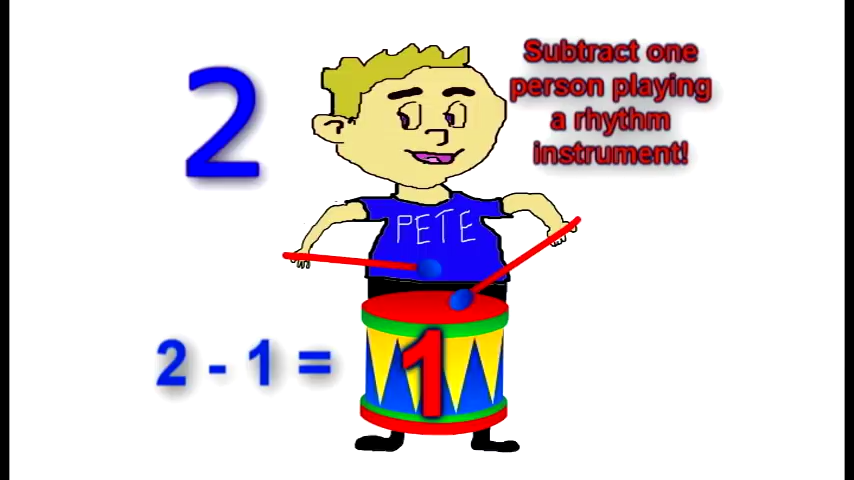 2
Subtract one
person playing
a rhythm
instrument!
PETE
2 - 1 = 1